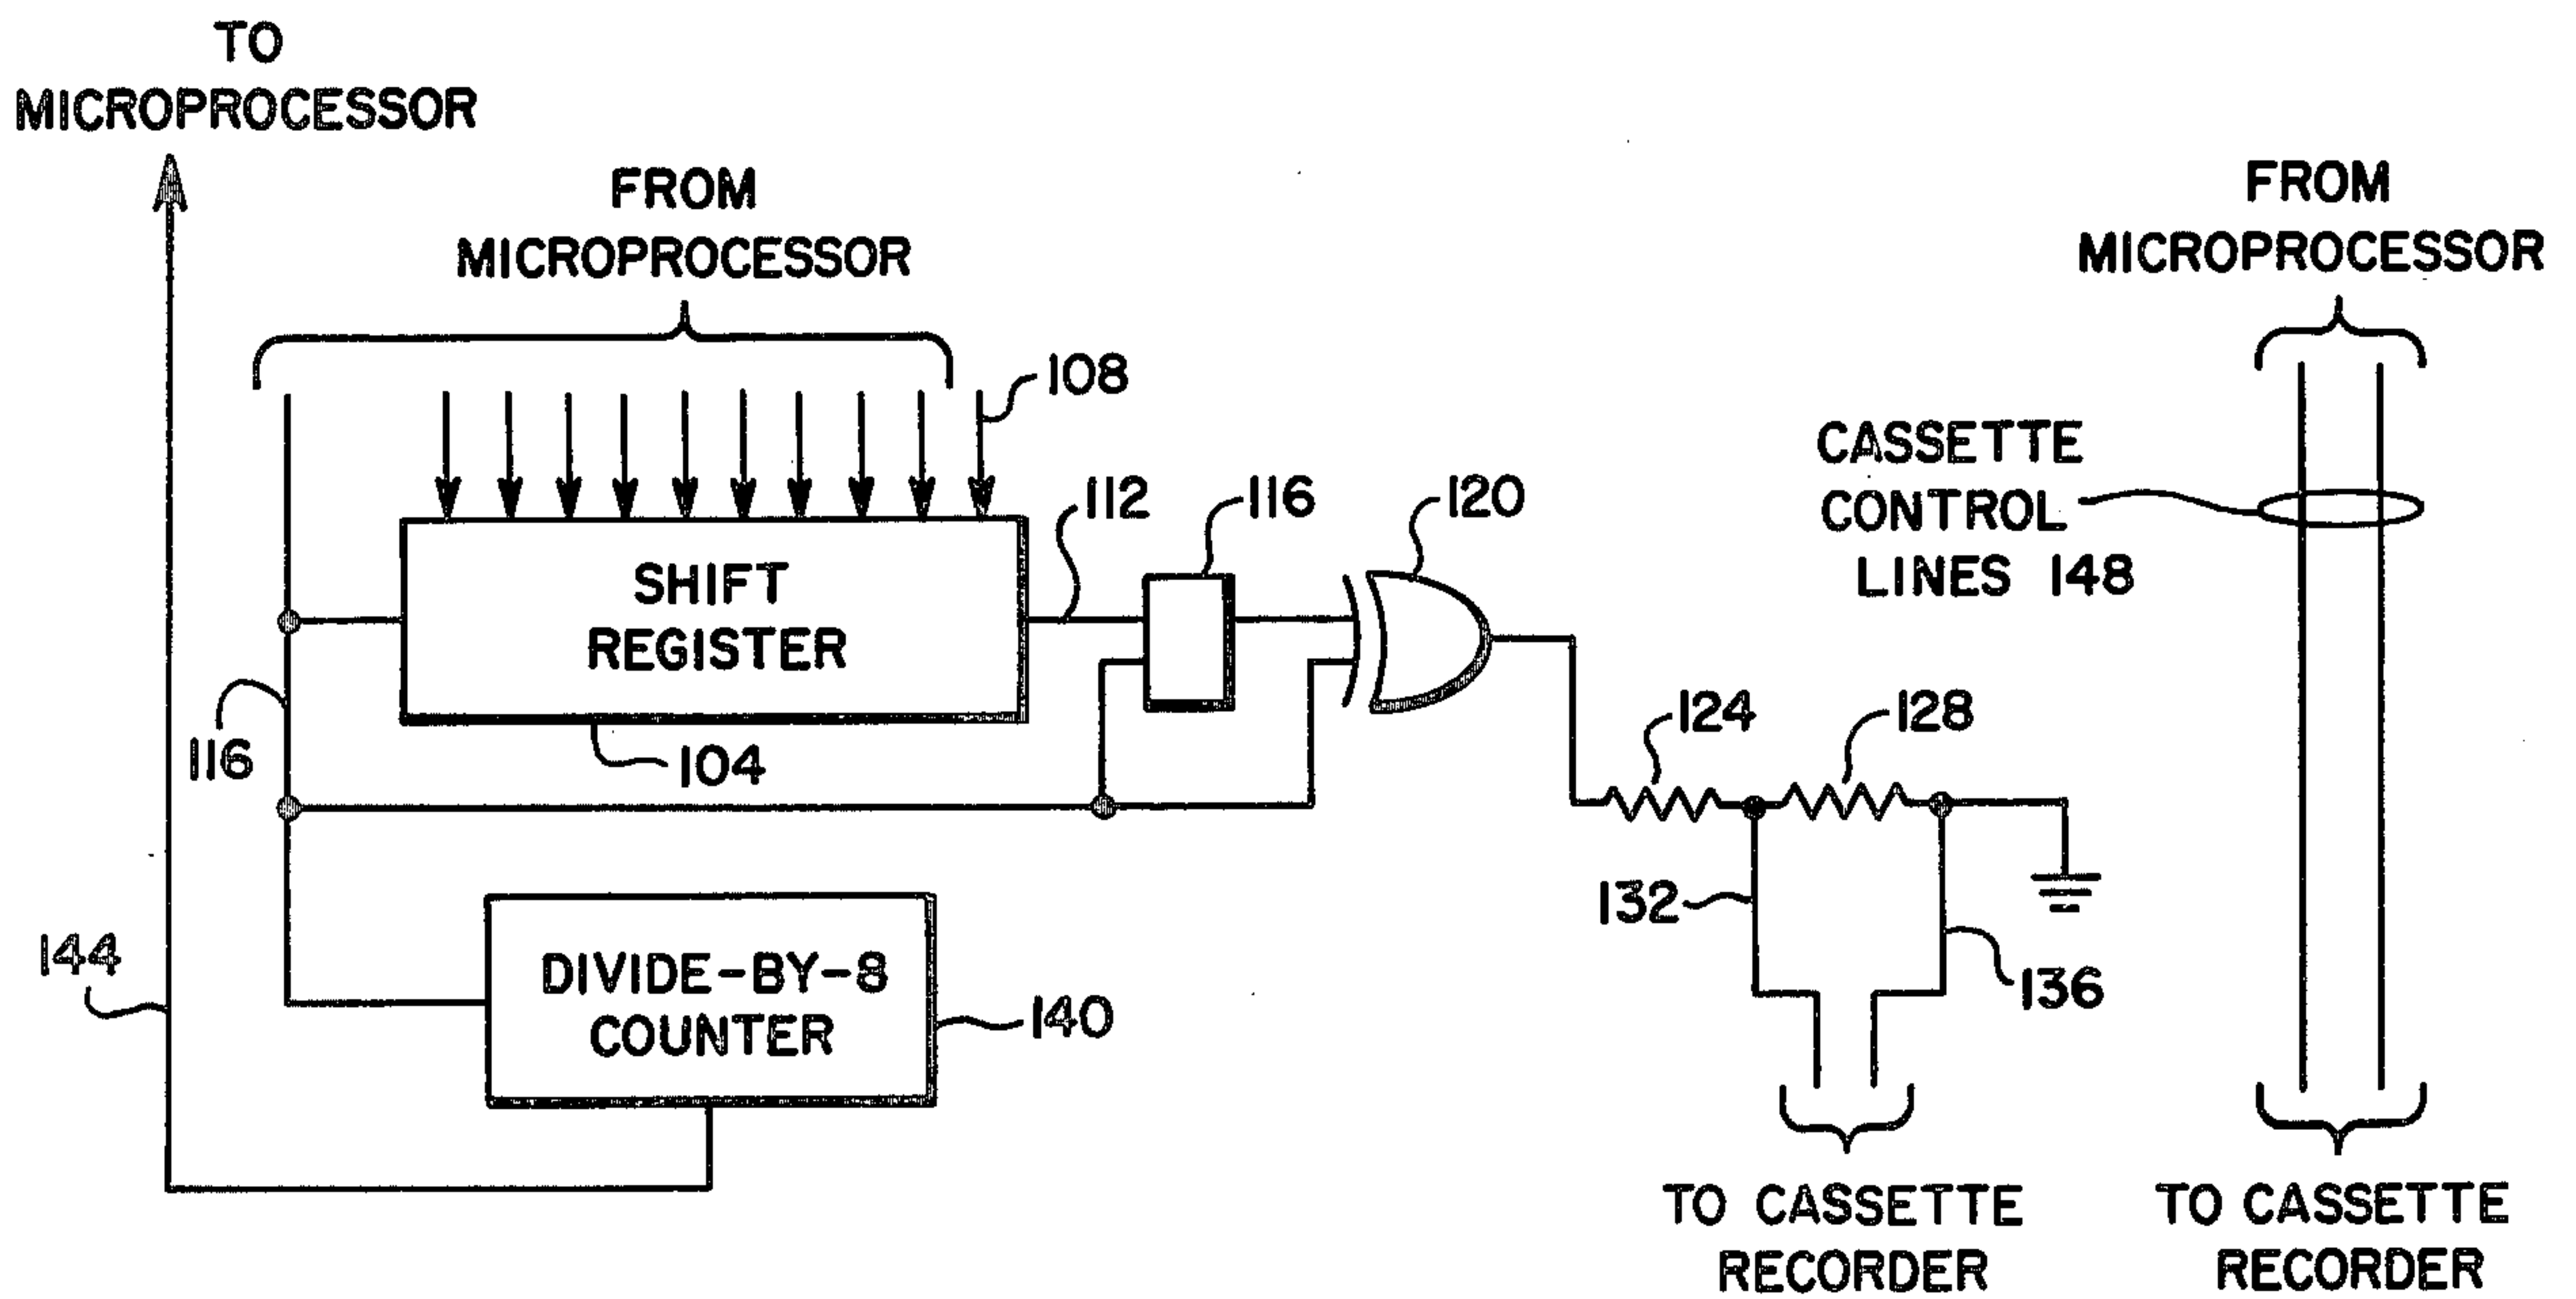 TO
MICROPROCESSOR
FROM
MICROPROCESSOR
FROM
MICROPROCESSOR
108
CASSETTE
CONTROL
LINES 148
112
116
120
SHIFT
REGISTER
116
104
124
128
132
136
144
DIVIDE-BY-8
COUNTER
140
TO CASSETTE
RECORDER
TO CASSETTE
RECORDER